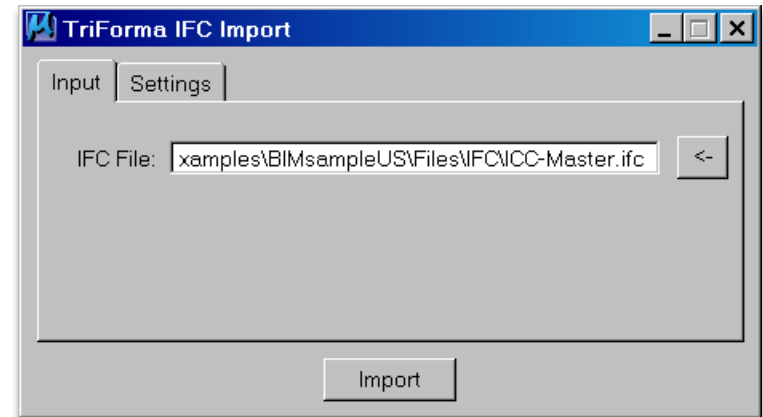 TriForma IFC Import
Input Settings
IFC File: xamples\BIMsampleUS\Files\IFC\ICC-Master.ifc <-
Import